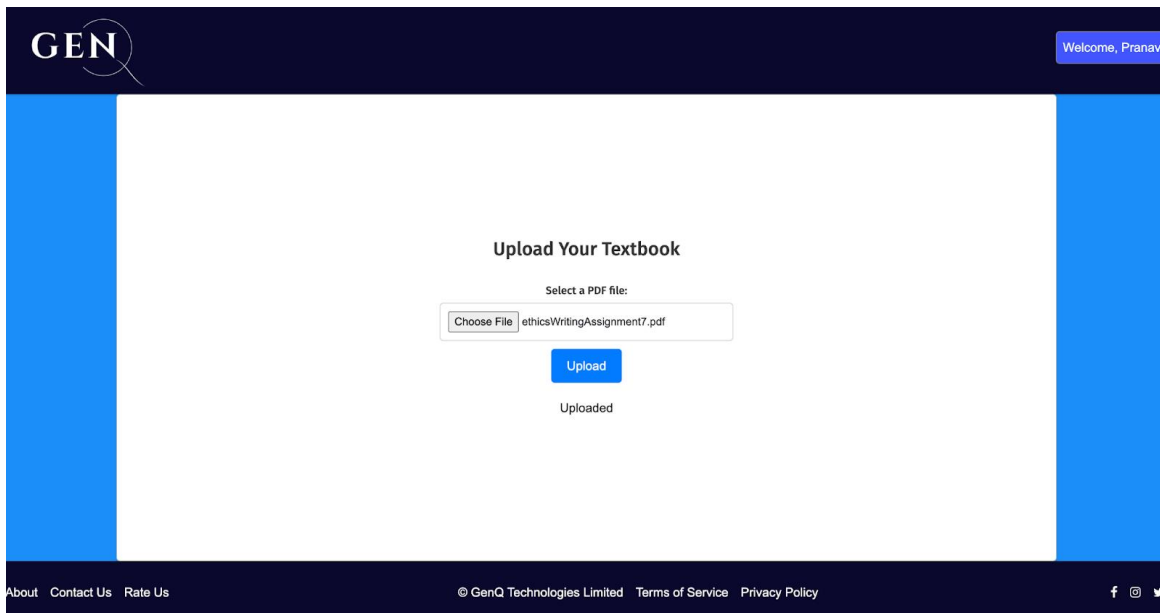 GENQ
Welcome, Pranav
Upload Your Textbook
Select a PDF file:
Choose File ethicsWritingAssignment7.pdf
Upload
Uploaded
About Contact Us Rate Us © GenQ Technologies Limited Terms of Service Privacy Policy